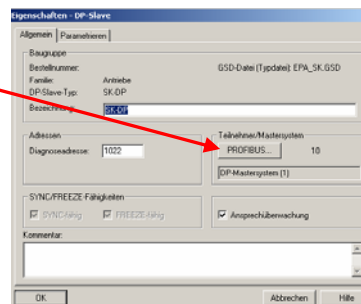 Eigenschaften - DP-Slave
Allgemein Parametrieren
Baugruppe
Bestellnummer: GSD-Datei (Typdatei): EPA_SK.GSD
Familie: Antriebe
DP-Slave-Typ: SK-DP
Bezeichnung: SK-DP
Adressen Teilnehmer/Mastersystem
Diagnoseadresse: 1022 PROFIBUS... 10
DP-Mastersystem (1)
SYNC/FREEZE-Fähigkeiten
SYNC-fähig FREEZE-fähig Ansprechüberwachung
Kommentar:
OK Abbrechen Hilfe